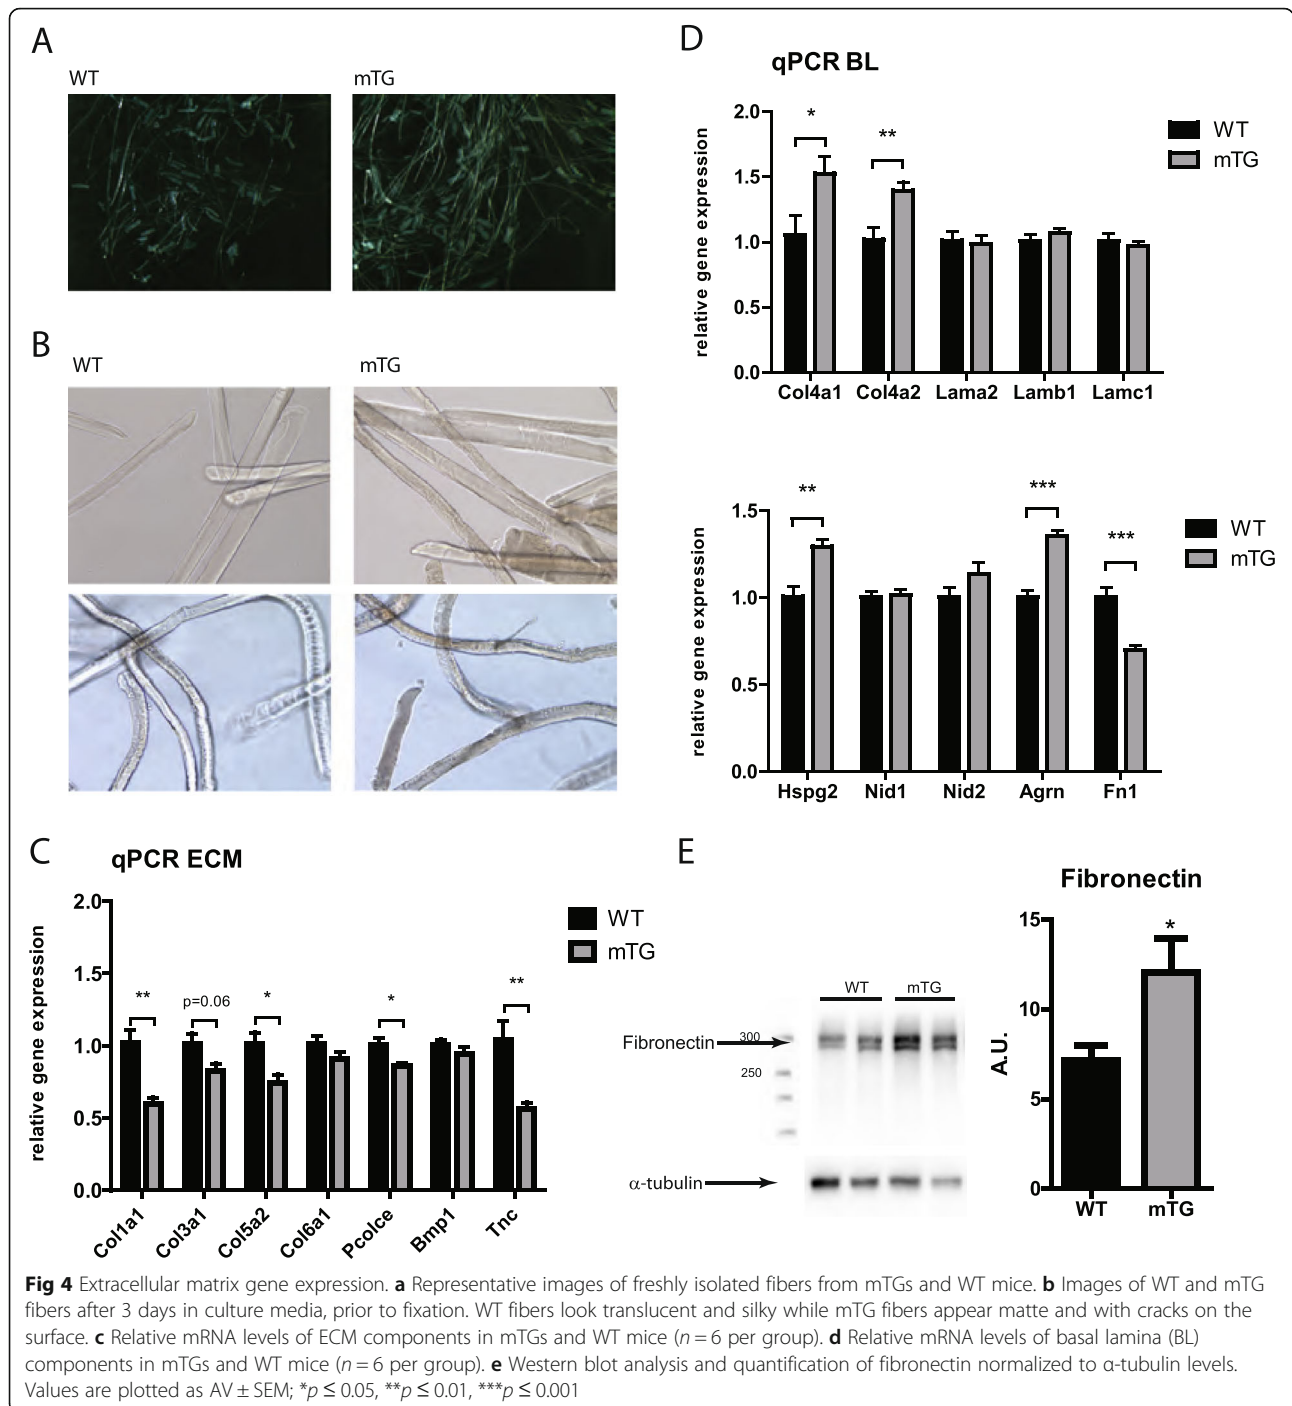 A
WT
mTG
B
WT
mTG
C
qPCR ECM
relative gene expression
2.0
1.5
1.0
0.5
0.0
WT
mTG
**
p=0.06
*
*
**
Col1a1
Col3a1
Col5a2
Col6a1
Pcolce
Bmp1
Tnc
D
qPCR BL
relative gene expression
2.0
1.5
1.0
0.5
0.0
*
**
WT
mTG
Col4a1 Col4a2 Lama2 Lamb1 Lamc1
relative gene expression
1.5
1.0
0.5
0.0
**
***
***
WT
mTG
Hspg2 Nid1 Nid2 Agrn Fn1
E
WT mTG
Fibronectin
300
250
α-tubulin
Fibronectin
A.U.
15
10
5
0
*
WT mTG
Fig 4 Extracellular matrix gene expression. a Representative images of freshly isolated fibers from mTGs and WT mice. b Images of WT and mTG
fibers after 3 days in culture media, prior to fixation. WT fibers look translucent and silky while mTG fibers appear matte and with cracks on the
surface. c Relative mRNA levels of ECM components in mTGs and WT mice (n = 6 per group). d Relative mRNA levels of basal lamina (BL)
components in mTGs and WT mice (n = 6 per group). e Western blot analysis and quantification of fibronectin normalized to α-tubulin levels.
Values are plotted as AV ± SEM; *p ≤ 0.05, **p ≤ 0.01, ***p ≤ 0.001